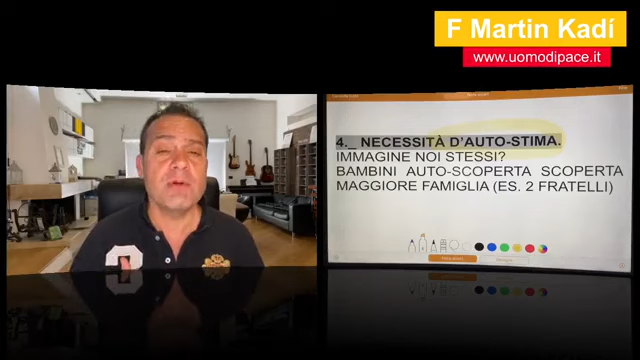 F Martin Kadí
www.uomodipace.it
4._ NECESSITÀ D'AUTO-STIMA.
IMMAGINE NOI STESSI?
BAMBINI AUTO-SCOPERTA SCOPERTA
MAGGIORE FAMIGLIA (ES. 2 FRATELLI)